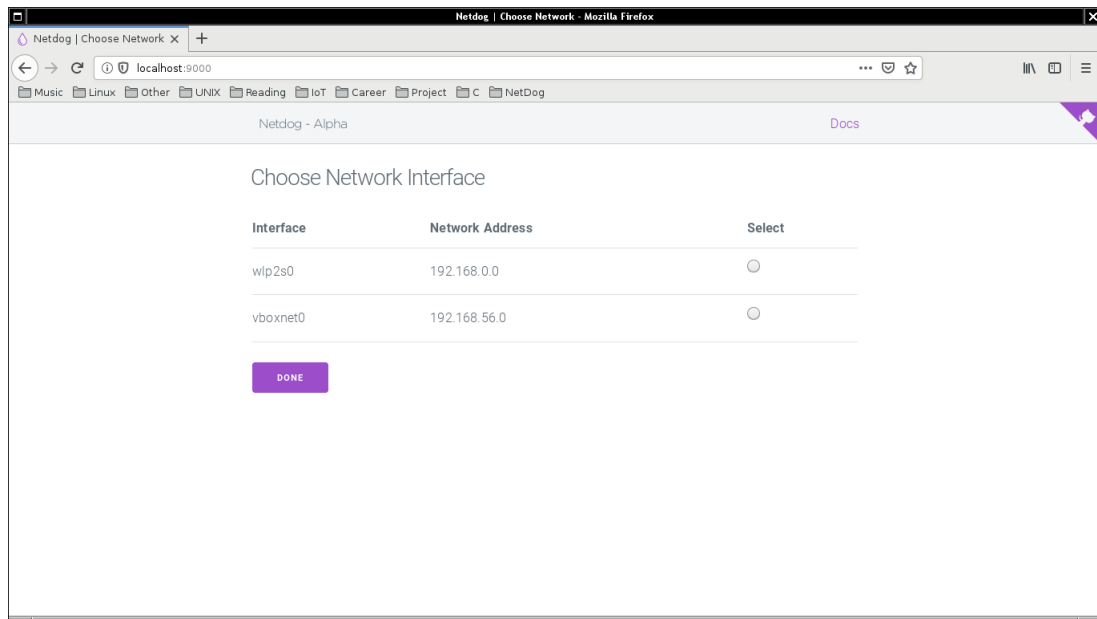 Netdog | Choose Network - Mozilla Firefox
Netdog | Choose Network
localhost:9000
Music Linux Other UNIX Reading IoT Career Project C NetDog
Netdog - Alpha Docs
Choose Network Interface
Interface Network Address Select
wlp2s0 192.168.0.0
vboxnet0 192.168.56.0
DONE